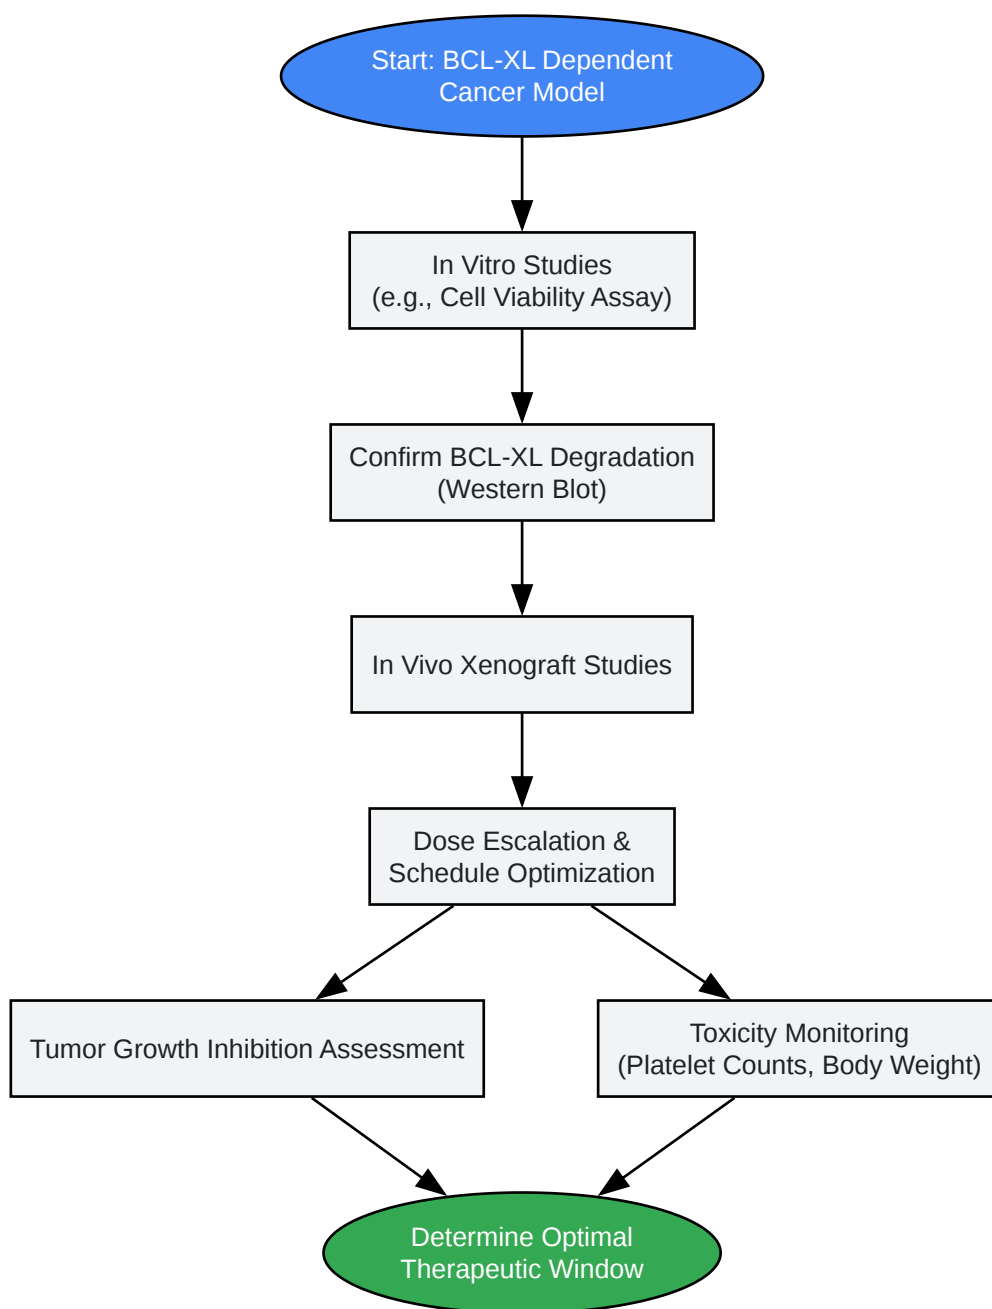 Start: BCL-XL Dependent
Cancer Model
In Vitro Studies
(e.g., Cell Viability Assay)
Confirm BCL-XL Degradation
(Western Blot)
In Vivo Xenograft Studies
Dose Escalation &
Schedule Optimization
Tumor Growth Inhibition Assessment
Toxicity Monitoring
(Platelet Counts, Body Weight)
Determine Optimal
Therapeutic Window